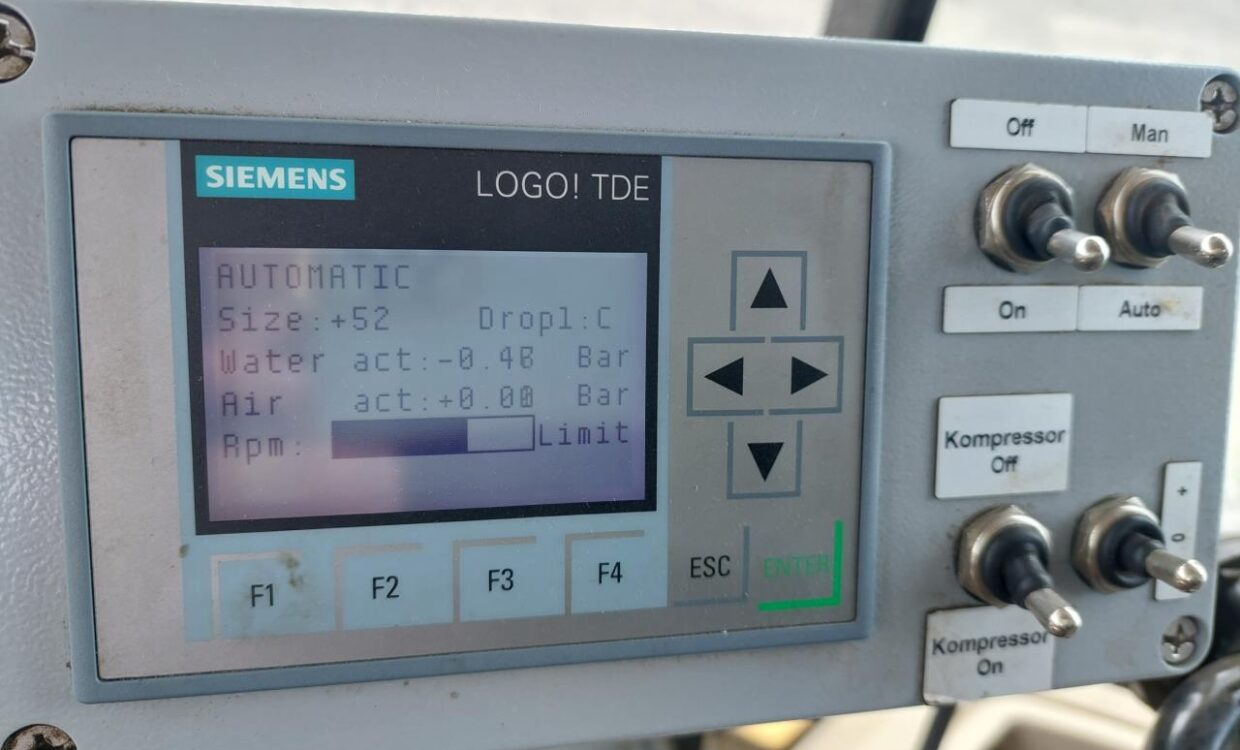 SIEMENS
LOGO! TDE
AUTOMATIC
Size:+52 Dropl:C
Water act:-0.46 Bar
Air act:+0.00 Bar
Rpm: Limit
F1
F2
F3
F4
ESC
ENTER
Off
Man
On
Auto
Kompressor
Off
+
0
Kompressor
On